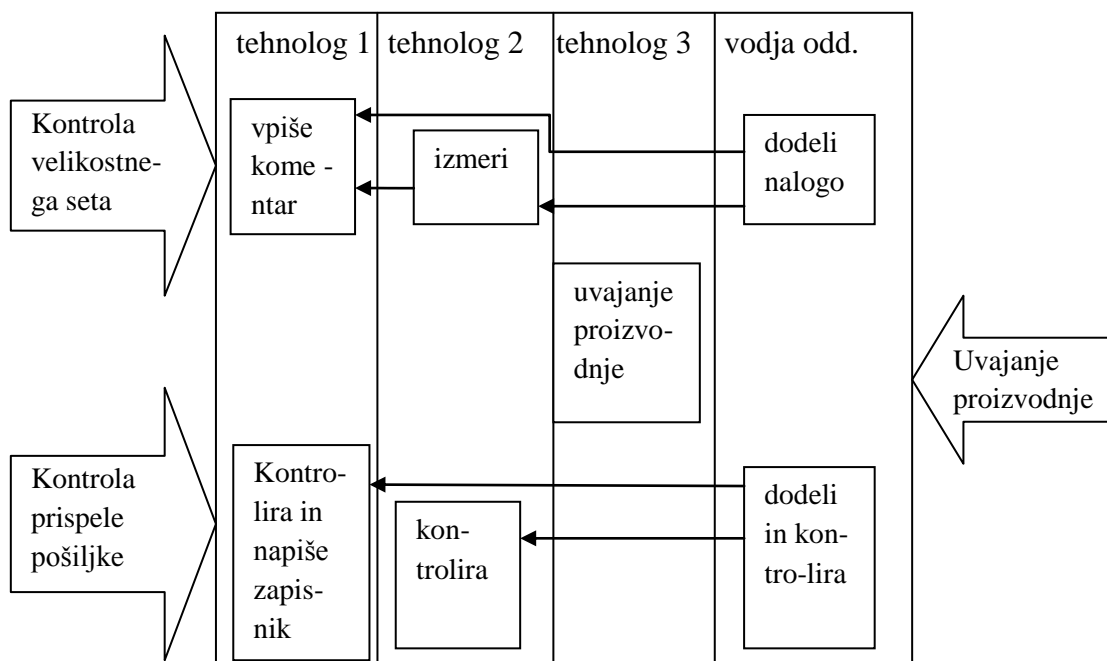 tehnolog 1
tehnolog 2
tehnolog 3
vodja odd.
Kontrola
velikostne-
ga seta
vpiše
kome -
ntar
izmeri
dodeli
nalogo
uvajanje
proizvo-
dnje
Uvajanje
proizvodnje
Kontrola
prispele
pošiljke
Kontro-
lira in
napiše
zapis-
nik
kon-
trolira
dodeli
in kon-
tro-lira